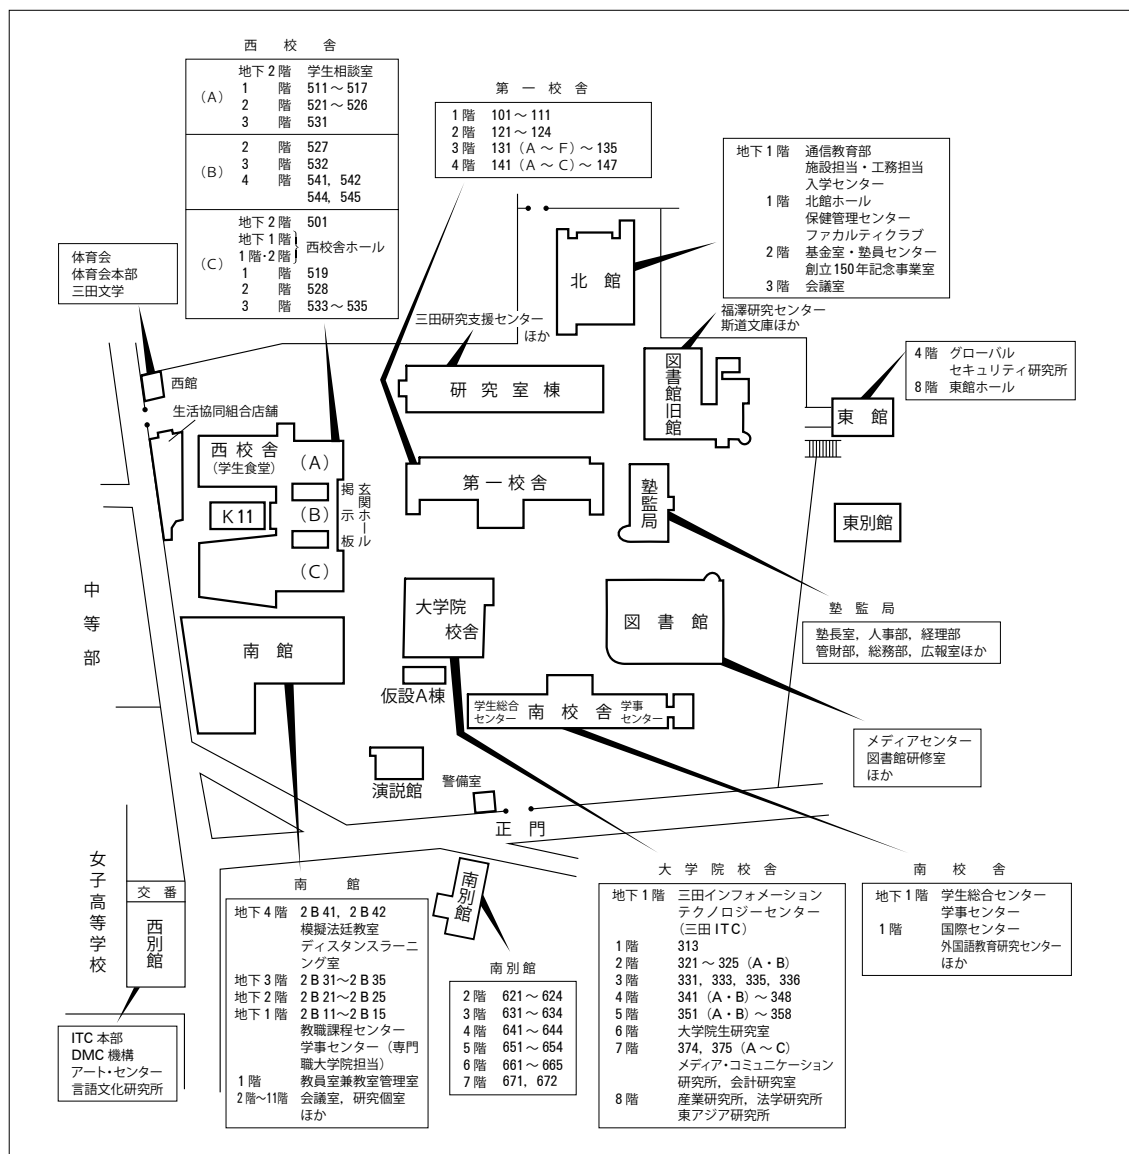 西校舎
(A)
地下2階 学生相談室
1階 511〜517
2階 521〜526
3階 531
(B)
2階 527
3階 532
4階 541, 542
544, 545
(C)
地下2階 501
地下1階
1階・2階
西校舎ホール
1階 519
2階 528
3階 533〜535
第一校舎
1階 101〜111
2階 121〜124
3階 131(A〜F)〜135
4階 141(A〜C)〜147
地下1階 通信教育部
施設担当・工務担当
入学センター
1階 北館ホール
保健管理センター
ファカルティクラブ
2階 基金室・塾員センター
創立150年記念事業室
3階 会議室
体育会
体育会本部
三田文学
北館
三田研究支援センター
ほか
福澤研究センター
斯道文庫ほか
4階 グローバル
セキュリティ研究所
8階 東館ホール
西館
生活協同組合店舗
研究室棟
図書館旧館
東館
西校舎
(学生食堂)
(A)
K11
(B)
(C)
掲示板
玄関ホール
第一校舎
塾監局
東別館
中等部
大学院
校舎
図書館
塾監局
塾長室, 人事部, 経理部
管財部, 総務部, 広報室ほか
南館
仮設A棟
学生総合
センター
南校舎
学事
センター
メディアセンター
図書館研修室
ほか
演説館
警備室
正門
女子高等学校
交番
西別館
南別館
ITC本部
DMC機構
アート・センター
言語文化研究所
南館
地下4階 2B41, 2B42
模擬法廷教室
ディスタンスラーニ
ング室
地下3階 2B31〜2B35
地下2階 2B21〜2B25
地下1階 2B11〜2B15
教職課程センター
学事センター(専門
職大学院担当)
1階 教員室兼教室管理室
2階〜11階 会議室, 研究個室
ほか
南別館
2階 621〜624
3階 631〜634
4階 641〜644
5階 651〜654
6階 661〜665
7階 671, 672
大学院校舎
地下1階 三田インフォメーション
テクノロジーセンター
(三田ITC)
1階 313
2階 321〜325(A・B)
3階 331, 333, 335, 336
4階 341(A・B)〜348
5階 351(A・B)〜358
6階 大学院生研究室
7階 374, 375(A〜C)
メディア・コミュニケーション
研究所, 会計研究室
8階 産業研究所, 法学研究所
東アジア研究所
南校舎
地下1階 学生総合センター
学事センター
1階 国際センター
外国語教育研究センター
ほか